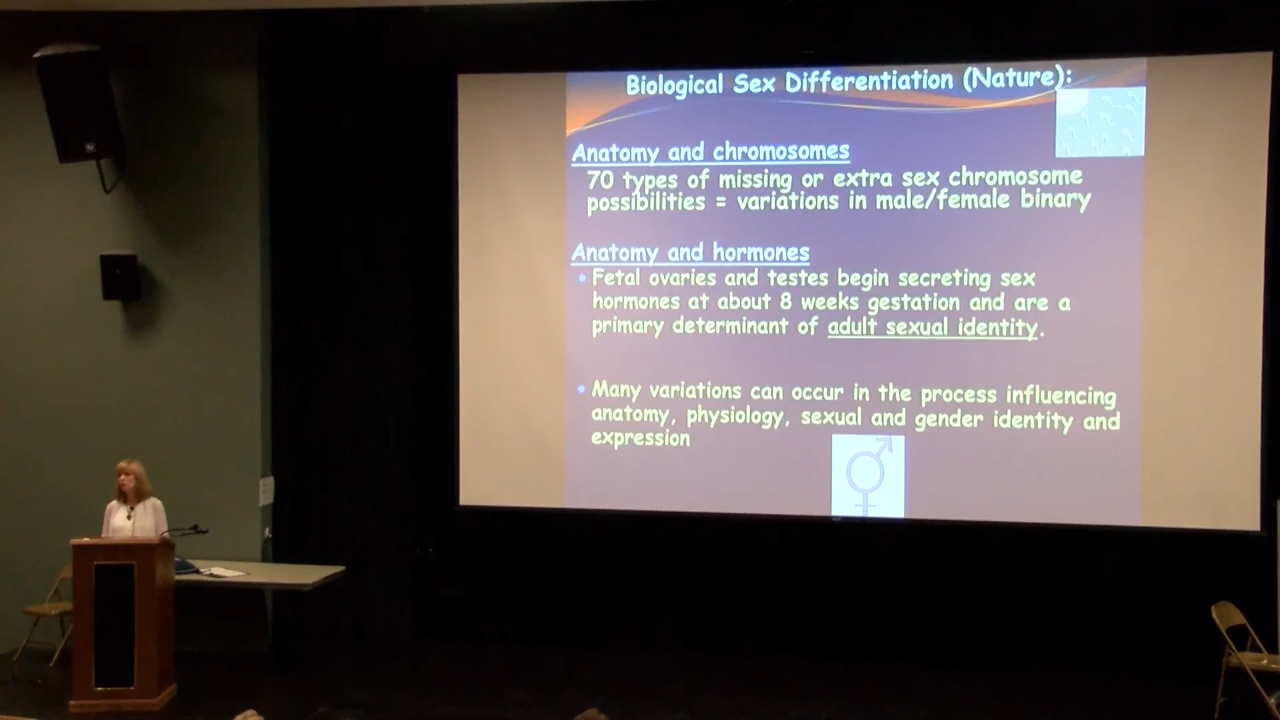 Biological Sex Differentiation (Nature):
Anatomy and chromosomes
70 types of missing or extra sex chromosome
possibilities = variations in male/female binary
Anatomy and hormones
• Fetal ovaries and testes begin secreting sex
hormones at about 8 weeks gestation and are a
primary determinant of adult sexual identity.
• Many variations can occur in the process influencing
anatomy, physiology, sexual and gender identity and
expression